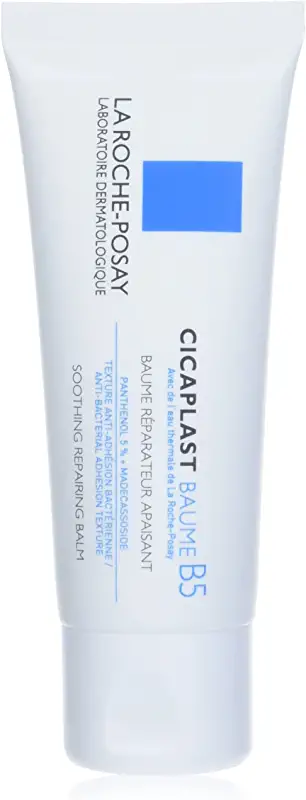 LA ROCHE-POSAY
LABORATOIRE DERMATOLOGIQUE
CICAPLAST BAUME B5
Avec de l'eau thermale de La Roche-Posay
BAUME RÉPARATEUR APAISANT
PANTHENOL 5 % + MADECASSOSIDE
TEXTURE ANTI-ADHÉSION BACTÉRIENNE /
ANTI-BACTERIAL ADHESION TEXTURE
SOOTHING REPAIRING BALM